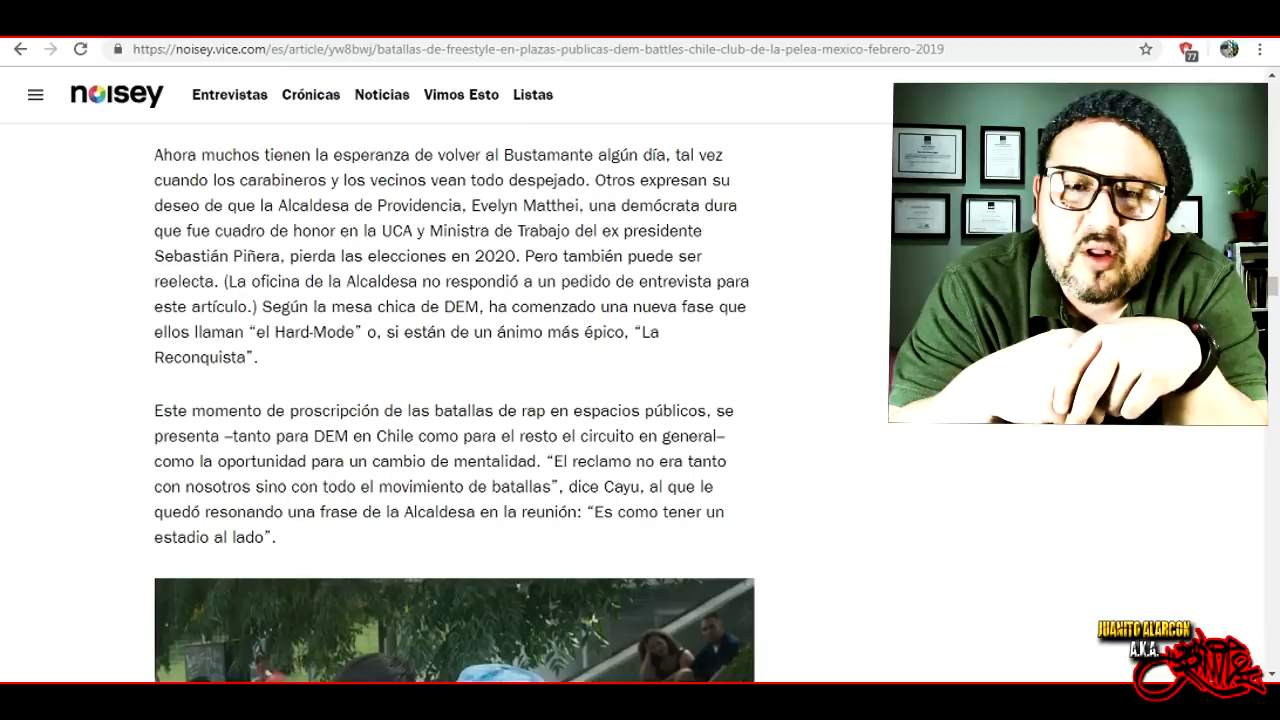 https://noisey.vice.com/es/article/yw8bwj/batallas-de-freestyle-en-plazas-publicas-dem-battles-chile-club-de-la-pelea-mexico-febrero-2019
77
noisey Entrevistas Crónicas Noticias Vimos Esto Listas
Ahora muchos tienen la esperanza de volver al Bustamante algún día, tal vez
cuando los carabineros y los vecinos vean todo despejado. Otros expresan su
deseo de que la Alcaldesa de Providencia, Evelyn Matthei, una demócrata dura
que fue cuadro de honor en la UCA y Ministra de Trabajo del ex presidente
Sebastián Piñera, pierda las elecciones en 2020. Pero también puede ser
reelecta. (La oficina de la Alcaldesa no respondió a un pedido de entrevista para
este artículo.) Según la mesa chica de DEM, ha comenzado una nueva fase que
ellos llaman “el Hard-Mode” o, si están de un ánimo más épico, “La
Reconquista”.
Este momento de proscripción de las batallas de rap en espacios públicos, se
presenta –tanto para DEM en Chile como para el resto el circuito en general–
como la oportunidad para un cambio de mentalidad. “El reclamo no era tanto
con nosotros sino con todo el movimiento de batallas”, dice Cayu, al que le
quedó resonando una frase de la Alcaldesa en la reunión: “Es como tener un
estadio al lado”.
JUANITO ALARCON
A.K.A.